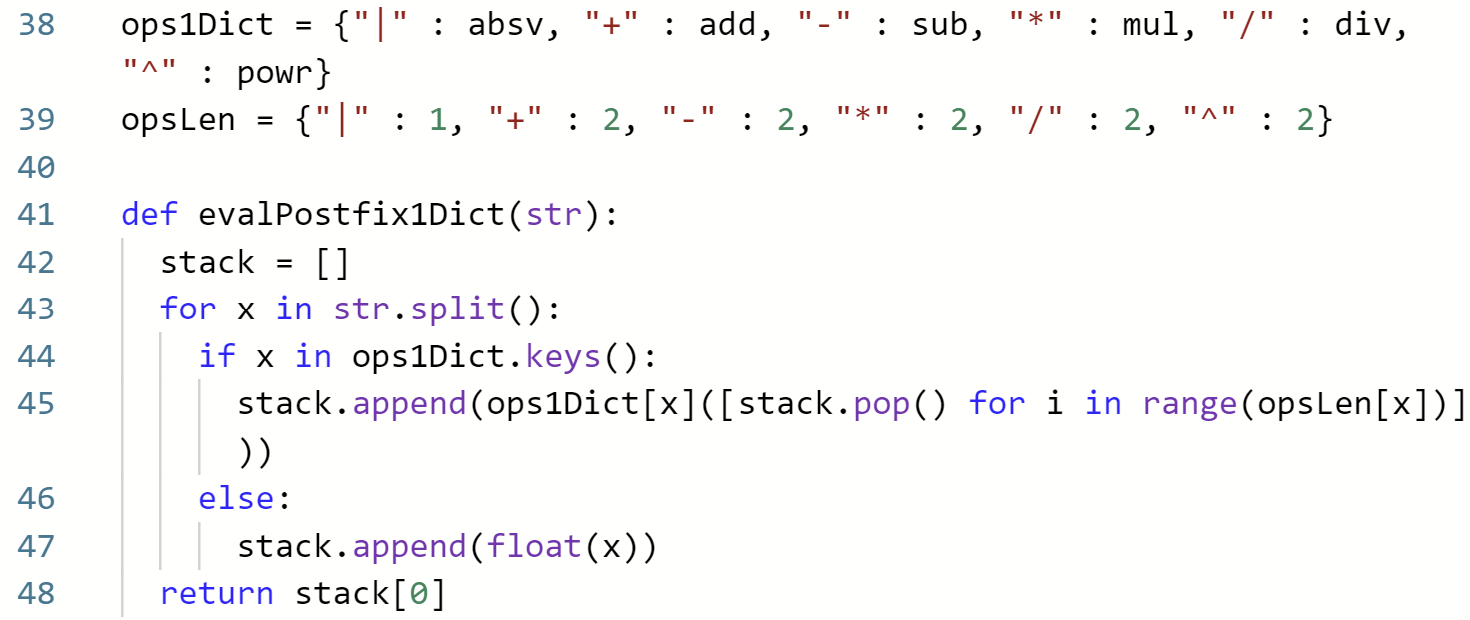 38 ops1Dict = {"|" : absv, "+" : add, "-" : sub, "*" : mul, "/" : div,
"^" : powr}
39 opsLen = {"|" : 1, "+" : 2, "-" : 2, "*" : 2, "/" : 2, "^" : 2}
40
41 def evalPostfix1Dict(str):
42 stack = []
43 for x in str.split():
44 if x in ops1Dict.keys():
45 stack.append(ops1Dict[x]([stack.pop() for i in range(opsLen[x])]
))
46 else:
47 stack.append(float(x))
48 return stack[0]